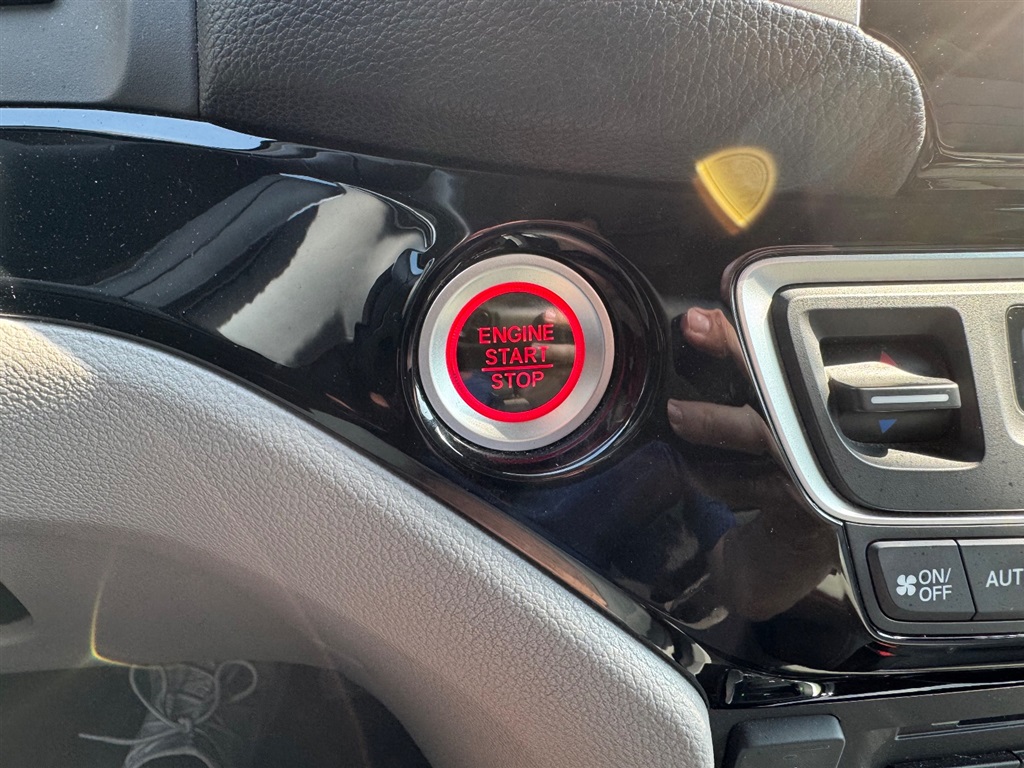 ENGINE
START
STOP
ON/
OFF
AUT